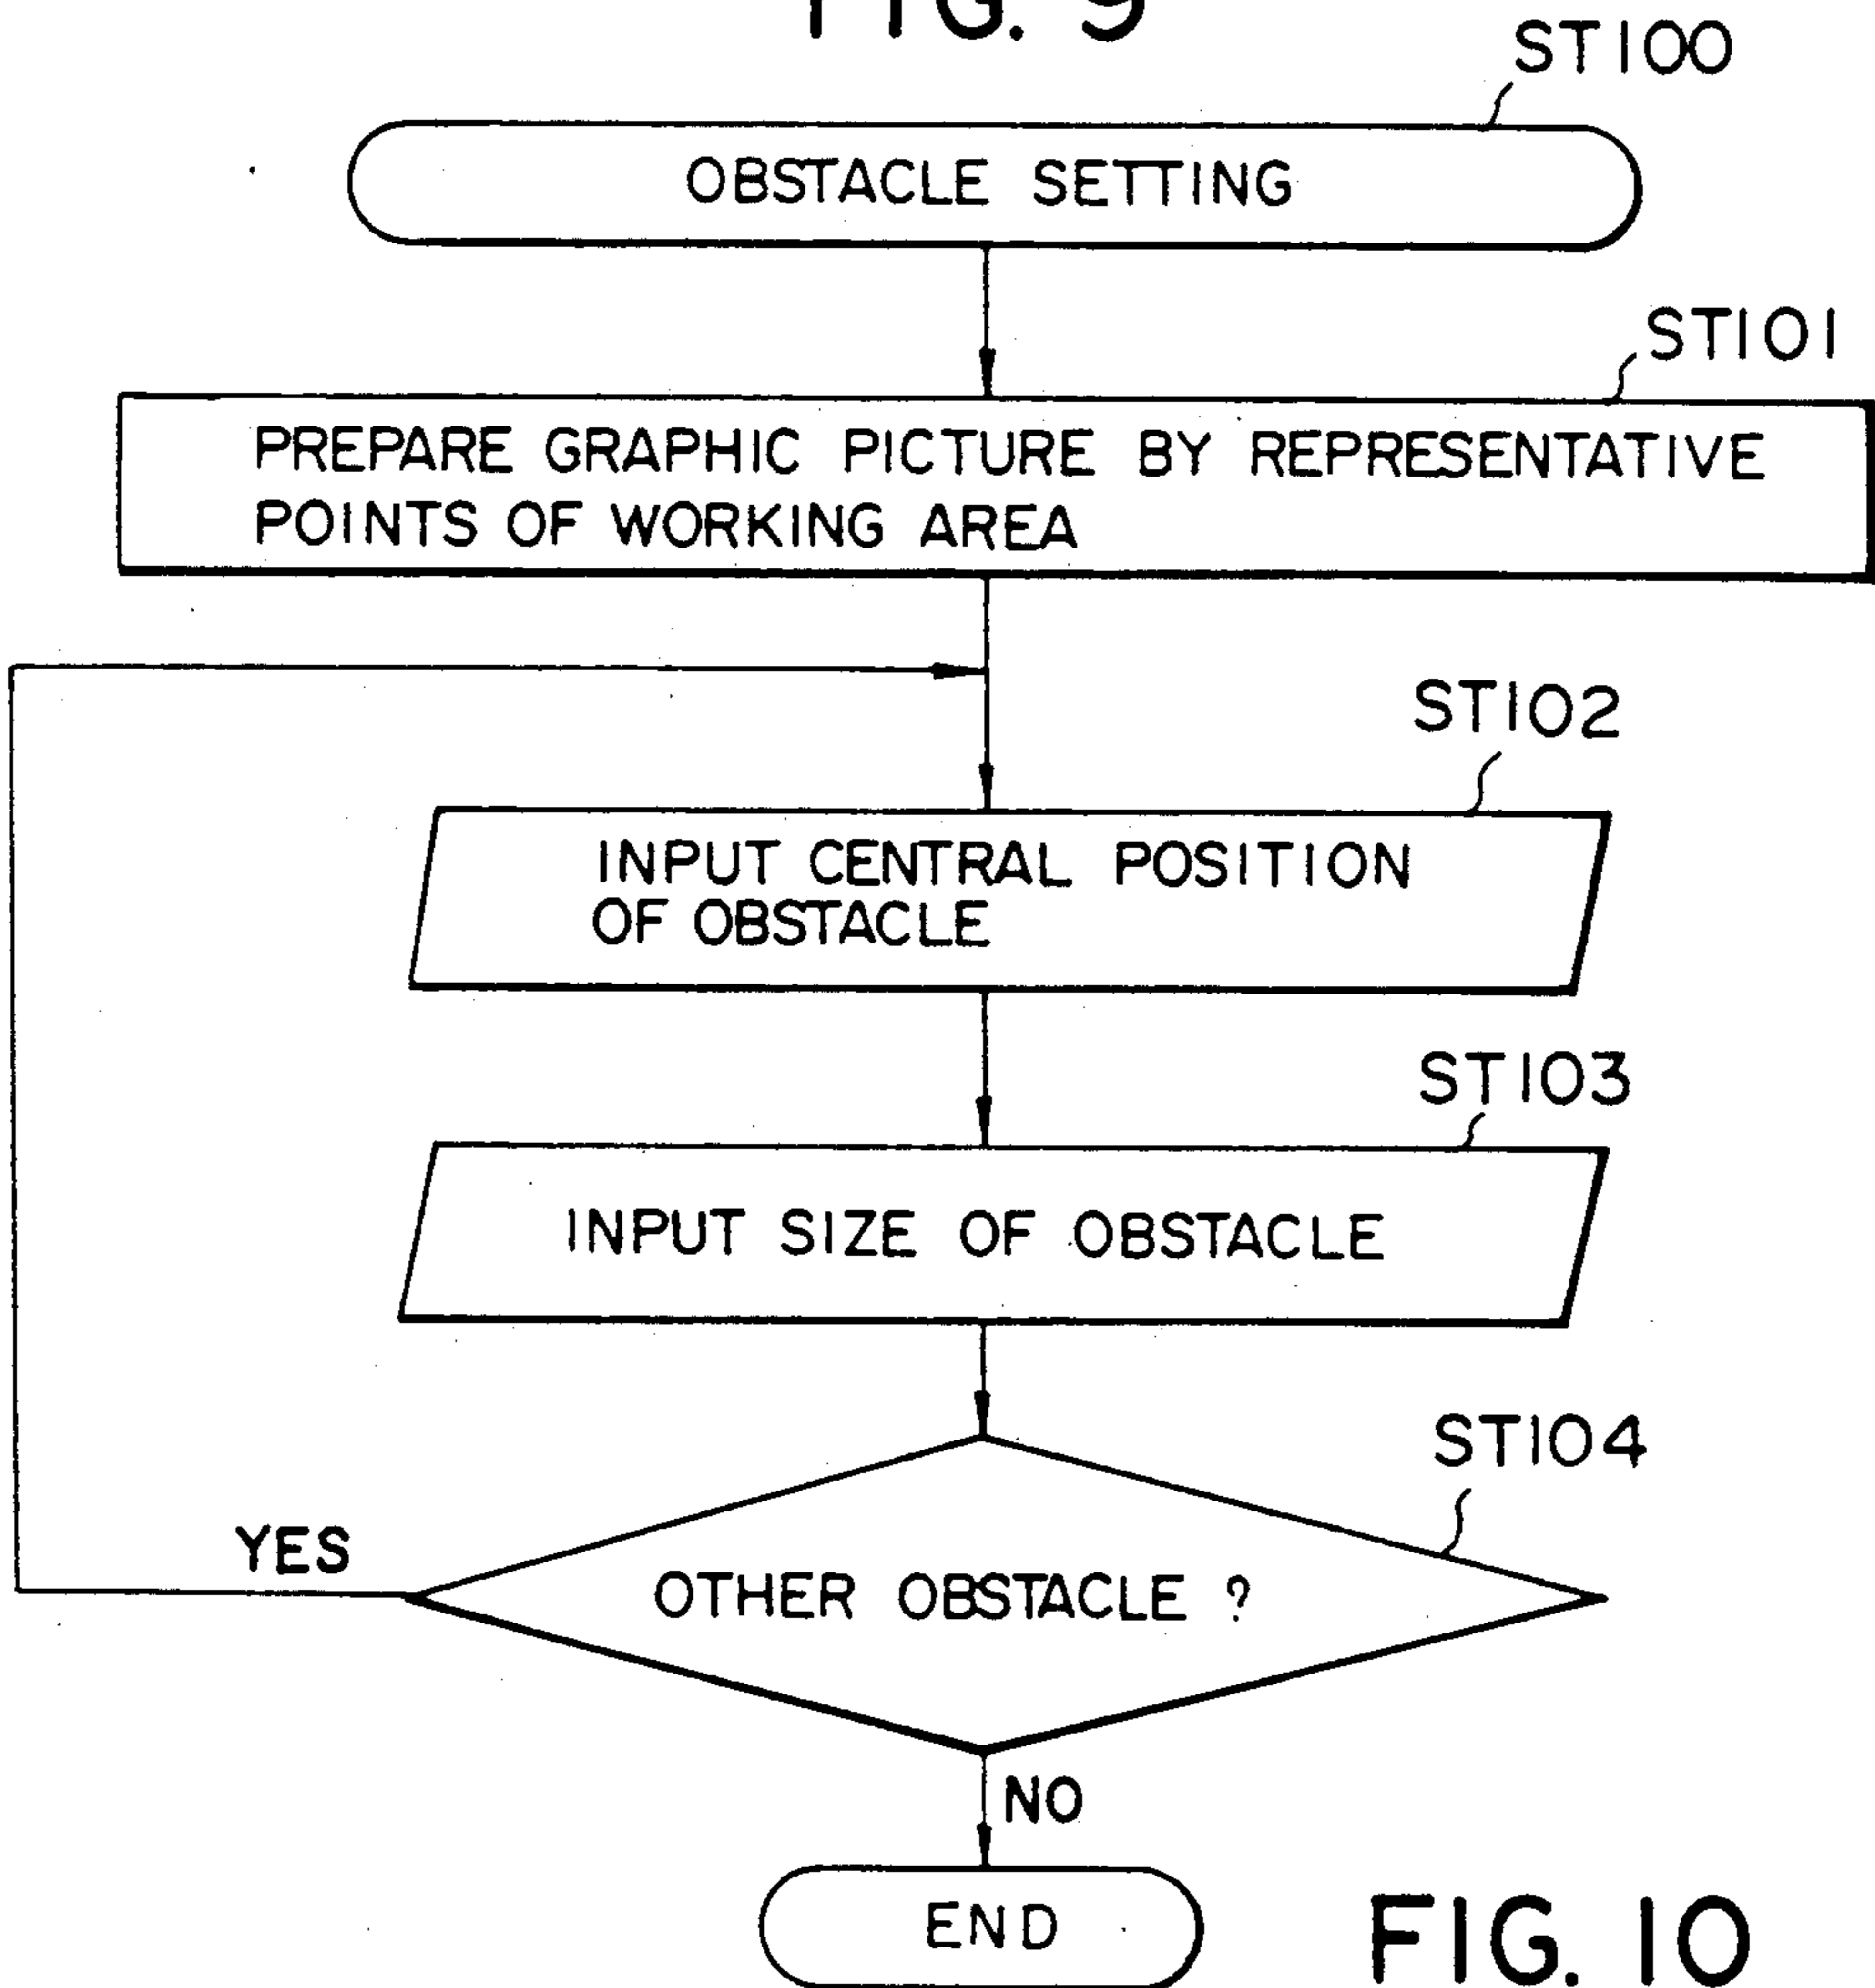 FIG. 9
ST100
OBSTACLE SETTING
ST101
PREPARE GRAPHIC PICTURE BY REPRESENTATIVE
POINTS OF WORKING AREA
ST102
INPUT CENTRAL POSITION
OF OBSTACLE
ST103
INPUT SIZE OF OBSTACLE
ST104
YES
OTHER OBSTACLE ?
NO
END
FIG. 10